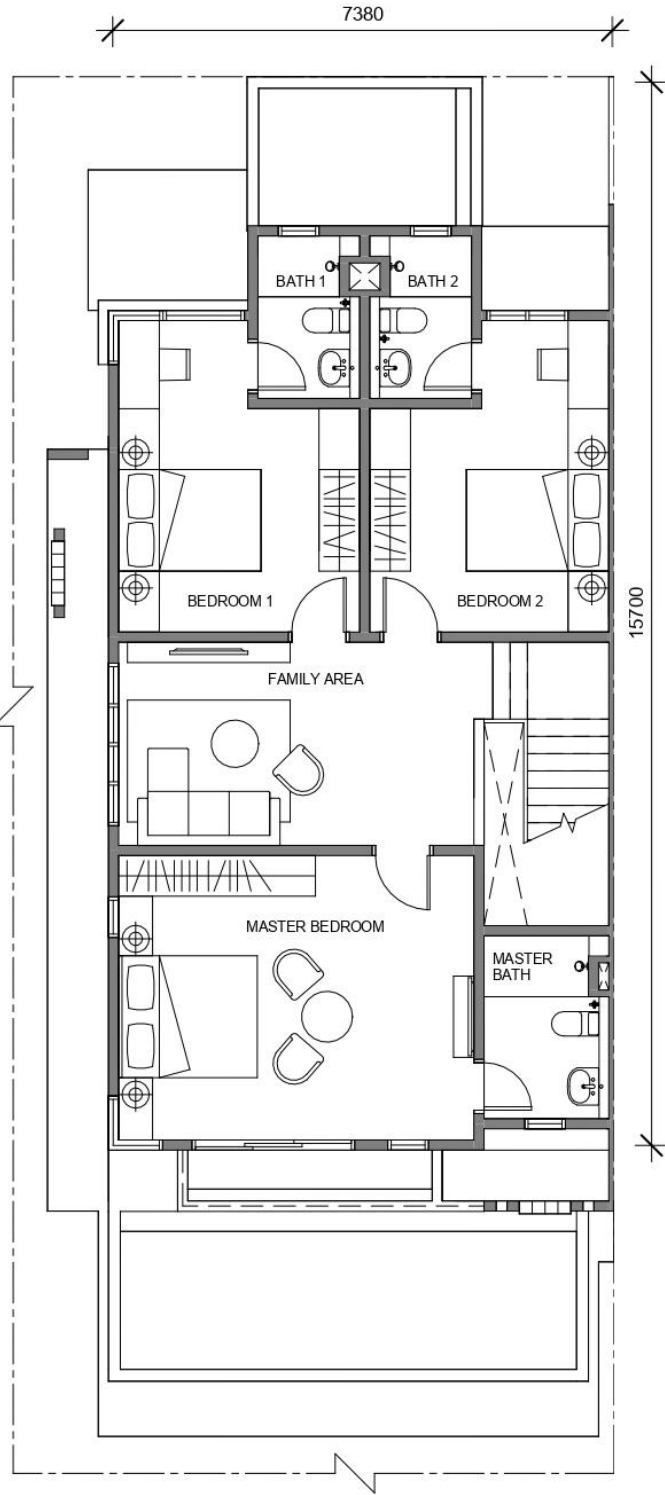 7380
BATH 1
BATH 2
BEDROOM 1
BEDROOM 2
15700
FAMILY AREA
MASTER BEDROOM
MASTER
BATH